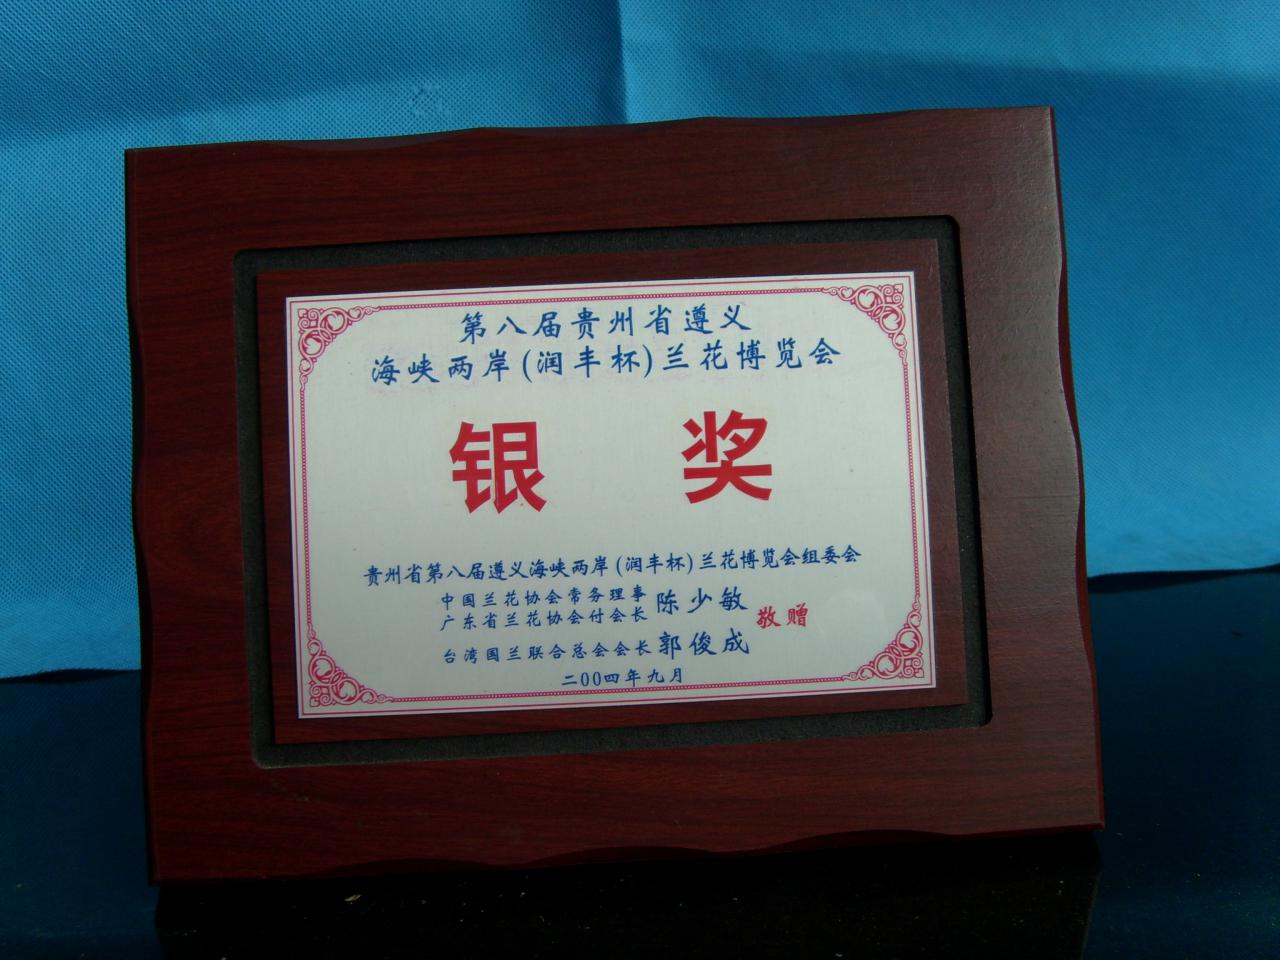 第八届贵州省遵义
海峡两岸(润丰杯)兰花博览会
银 奖
贵州省第八届遵义海峡两岸(润丰杯)兰花博览会组委会
中国兰花协会常务理事
广东省兰花协会付会长 陈少敏
敬赠
台湾国兰联合总会会长 郭俊成
二00四年九月